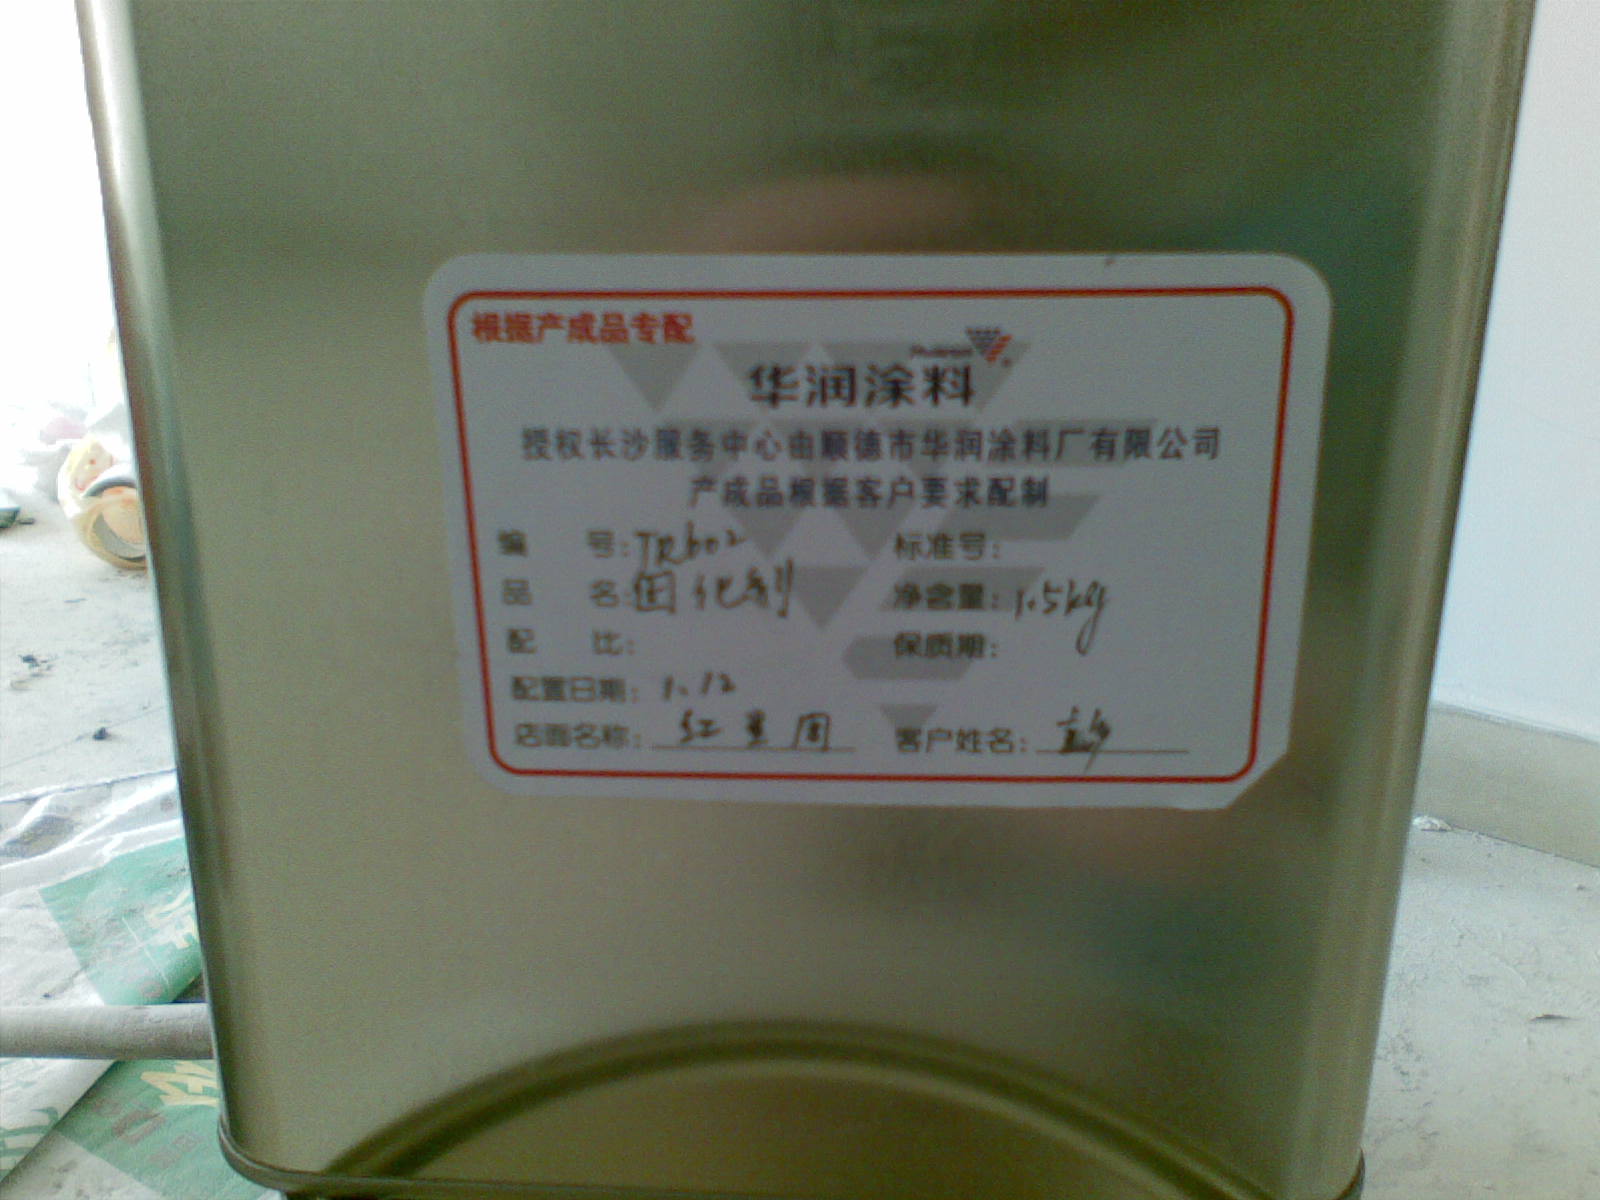 根据产成品专配
华润涂料
授权长沙服务中心由顺德市华润涂料厂有限公司
产成品根据客户要求配制
编 号: TR602 标准号:
品 名: 固化剂 净含量: 1.5kg
配 比: 保质期:
配置日期: 1.12
店面名称: 红星 客户姓名: